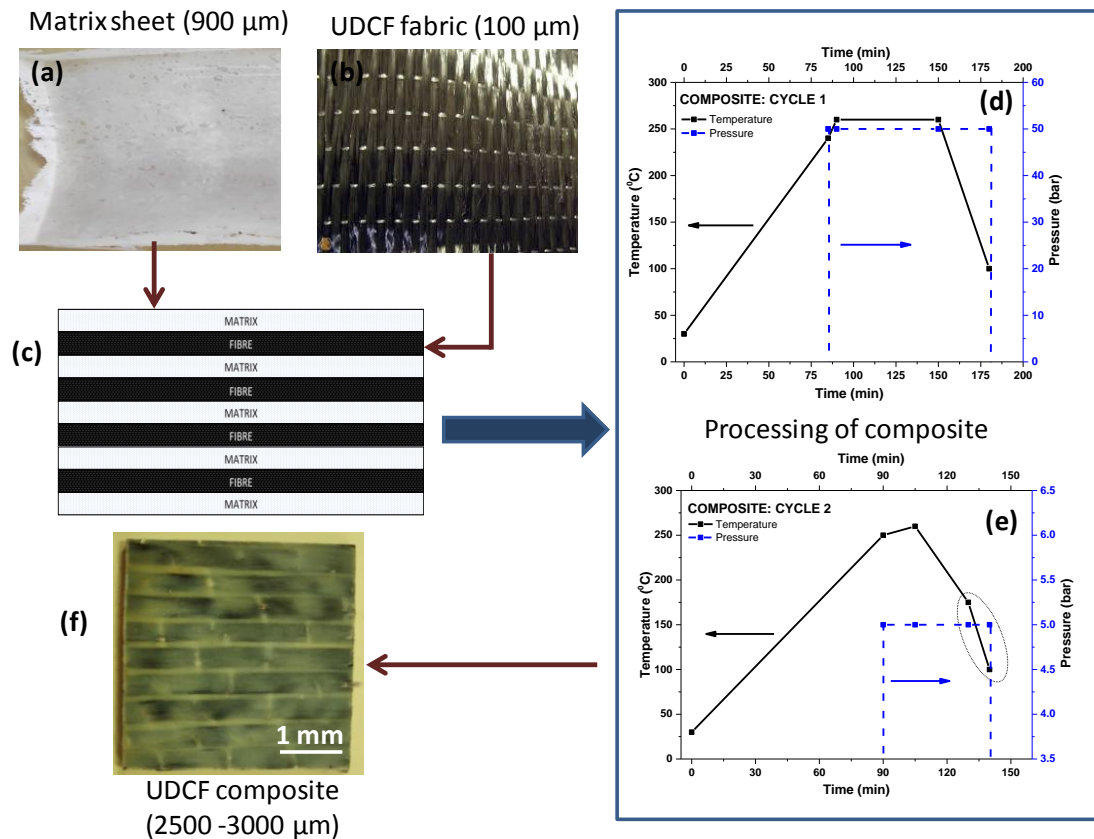 Matrix sheet (900 µm)
UDCF fabric (100 µm)
(a)
(b)
(c)
MATRIX
FIBRE
MATRIX
FIBRE
MATRIX
FIBRE
MATRIX
FIBRE
MATRIX
Time (min)
0 25 50 75 100 125 150 175 200
(d)
COMPOSITE: CYCLE 1
Temperature
Pressure
Temperature (⁰C)
300
250
200
150
100
50
0
Pressure (bar)
60
50
40
30
20
10
0
0 25 50 75 100 125 150 175 200
Time (min)
Processing of composite
Time (min)
0 30 60 90 120 150
(e)
COMPOSITE: CYCLE 2
Temperature
Pressure
Temperature (⁰C)
300
250
200
150
100
50
0
Pressure (bar)
6.5
6.0
5.5
5.0
4.5
4.0
3.5
0 30 60 90 120 150
Time (min)
(f)
1 mm
UDCF composite
(2500 -3000 µm)